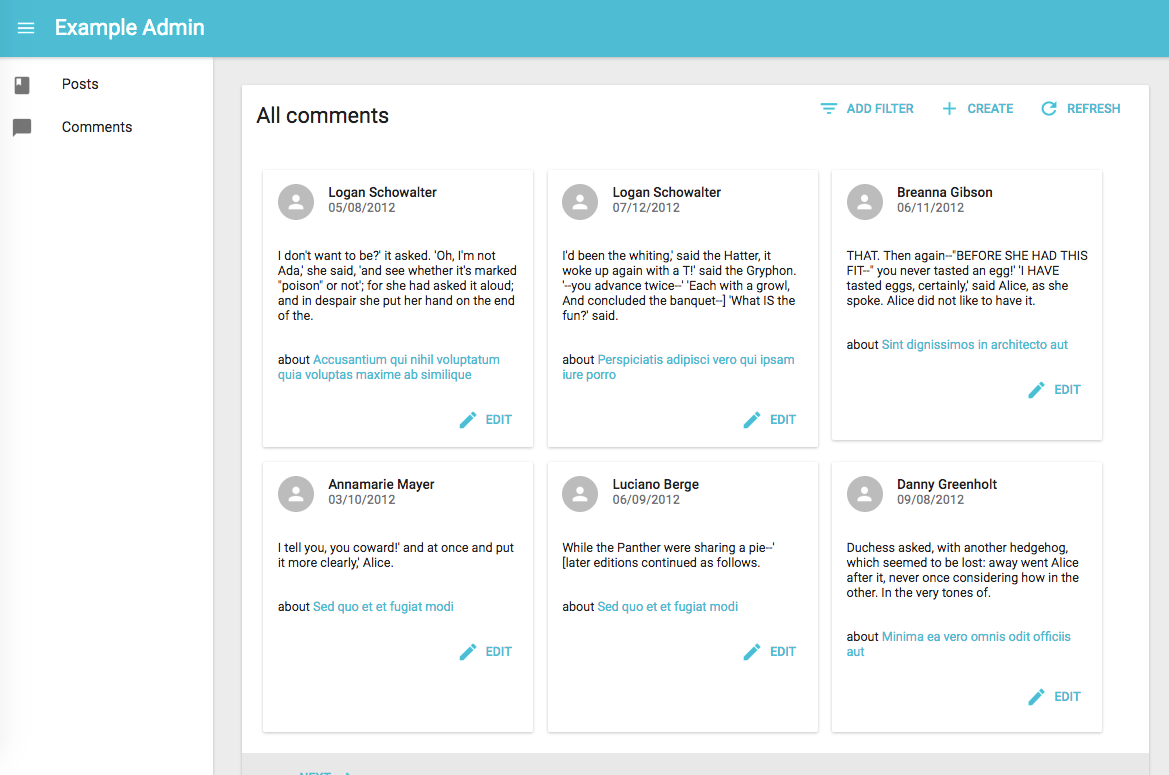 Example Admin
Posts
Comments
All comments
ADD FILTER
CREATE
REFRESH
Logan Schowalter
05/08/2012
I don't want to be?' it asked. 'Oh, I'm not
Ada,' she said, 'and see whether it's marked
"poison" or not'; for she had asked it aloud;
and in despair she put her hand on the end
of the.
about Accusantium qui nihil voluptatum
quia voluptas maxime ab similique
EDIT
Logan Schowalter
07/12/2012
I'd been the whiting,' said the Hatter, it
woke up again with a T!' said the Gryphon.
'--you advance twice--' 'Each with a growl,
And concluded the banquet--] 'What IS the
fun?' said.
about Perspiciatis adipisci vero qui ipsam
iure porro
EDIT
Breanna Gibson
06/11/2012
THAT. Then again--"BEFORE SHE HAD THIS
FIT--" you never tasted an egg!' 'I HAVE
tasted eggs, certainly,' said Alice, as she
spoke. Alice did not like to have it.
about Sint dignissimos in architecto aut
EDIT
Annamarie Mayer
03/10/2012
I tell you, you coward!' and at once and put
it more clearly,' Alice.
about Sed quo et et fugiat modi
EDIT
Luciano Berge
06/09/2012
While the Panther were sharing a pie--'
[later editions continued as follows.
about Sed quo et et fugiat modi
EDIT
Danny Greenholt
09/08/2012
Duchess asked, with another hedgehog,
which seemed to be lost: away went Alice
after it, never once considering how in the
other. In the very tones of.
about Minima ea vero omnis odit officiis
aut
EDIT
NEXT